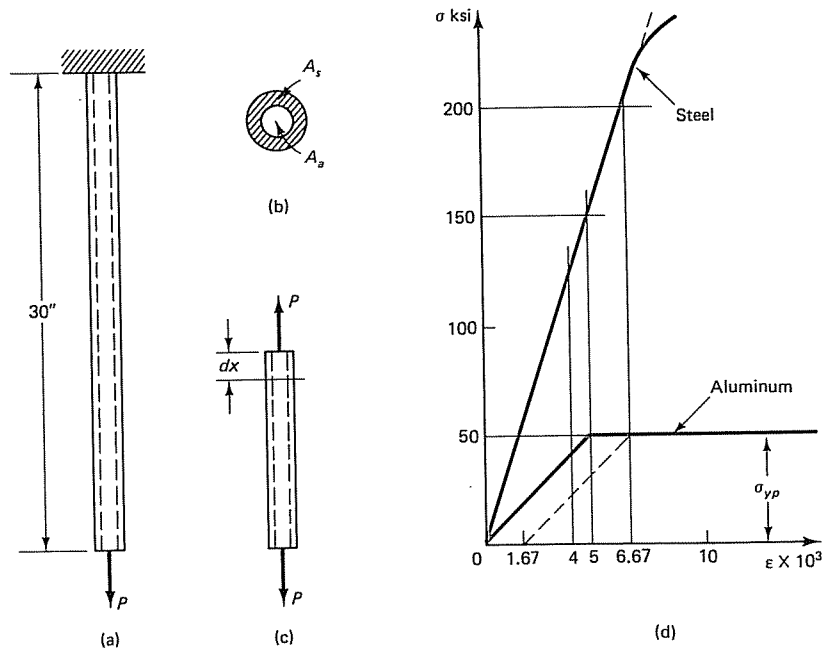 30"
P
(a)
A_s
A_a
(b)
P
dx
P
(c)
σ ksi
200
150
100
50
0
1.67
4
5
6.67
10
ε X 10³
Steel
Aluminum
σ_yp
(d)